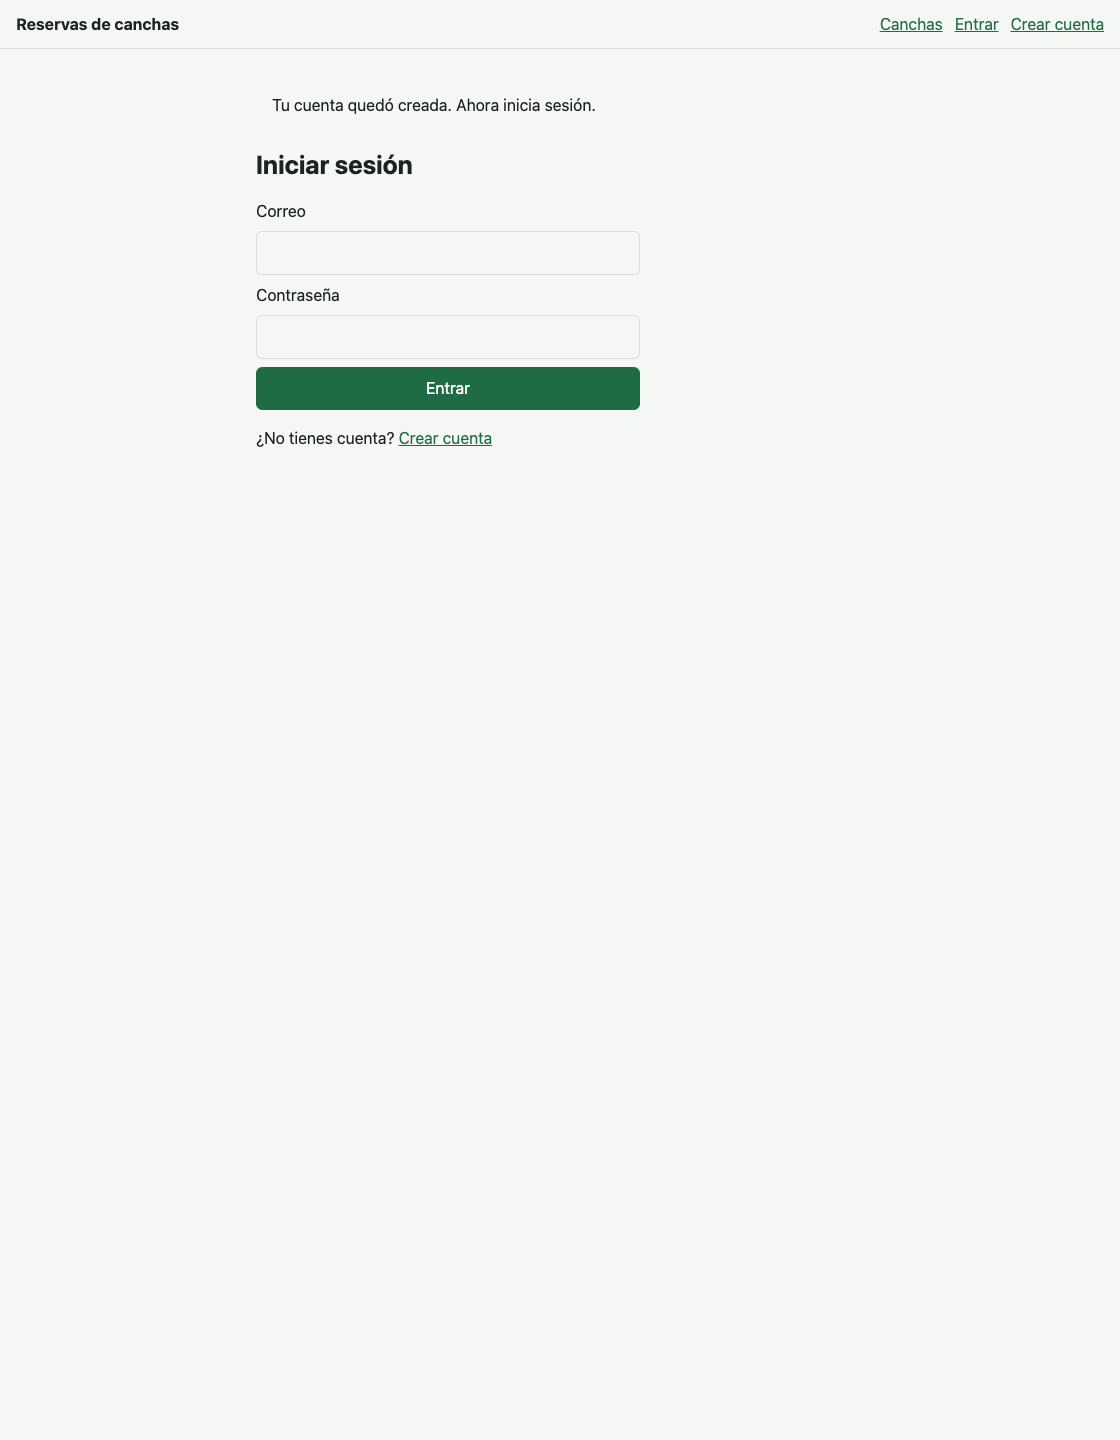 Reservas de canchas
Canchas Entrar Crear cuenta
Tu cuenta quedó creada. Ahora inicia sesión.
Iniciar sesión
Correo
Contraseña
Entrar
¿No tienes cuenta? Crear cuenta